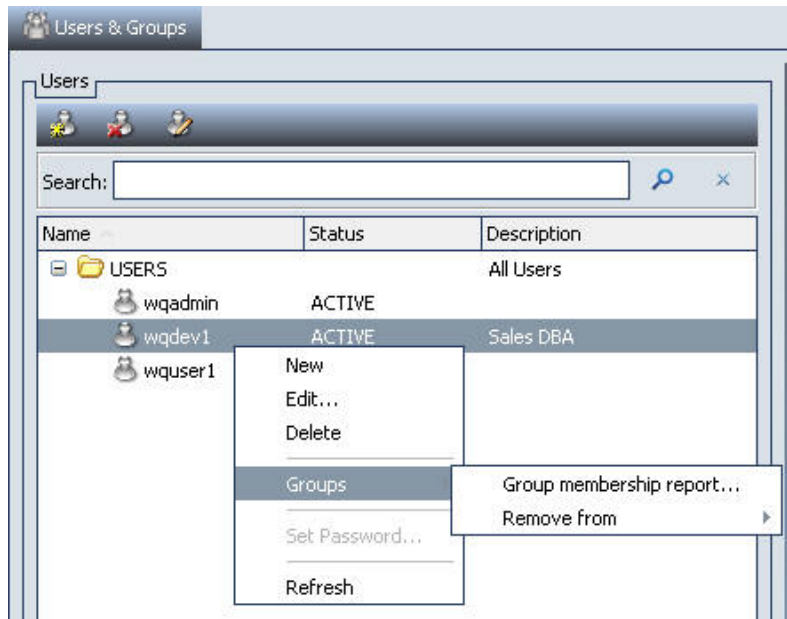 Users & Groups
Users
Search:
Name Status Description
USERS All Users
wqadmin ACTIVE
wqdev1 ACTIVE Sales DBA
wquser1
New
Edit...
Delete
Groups
Group membership report...
Remove from
Set Password...
Refresh